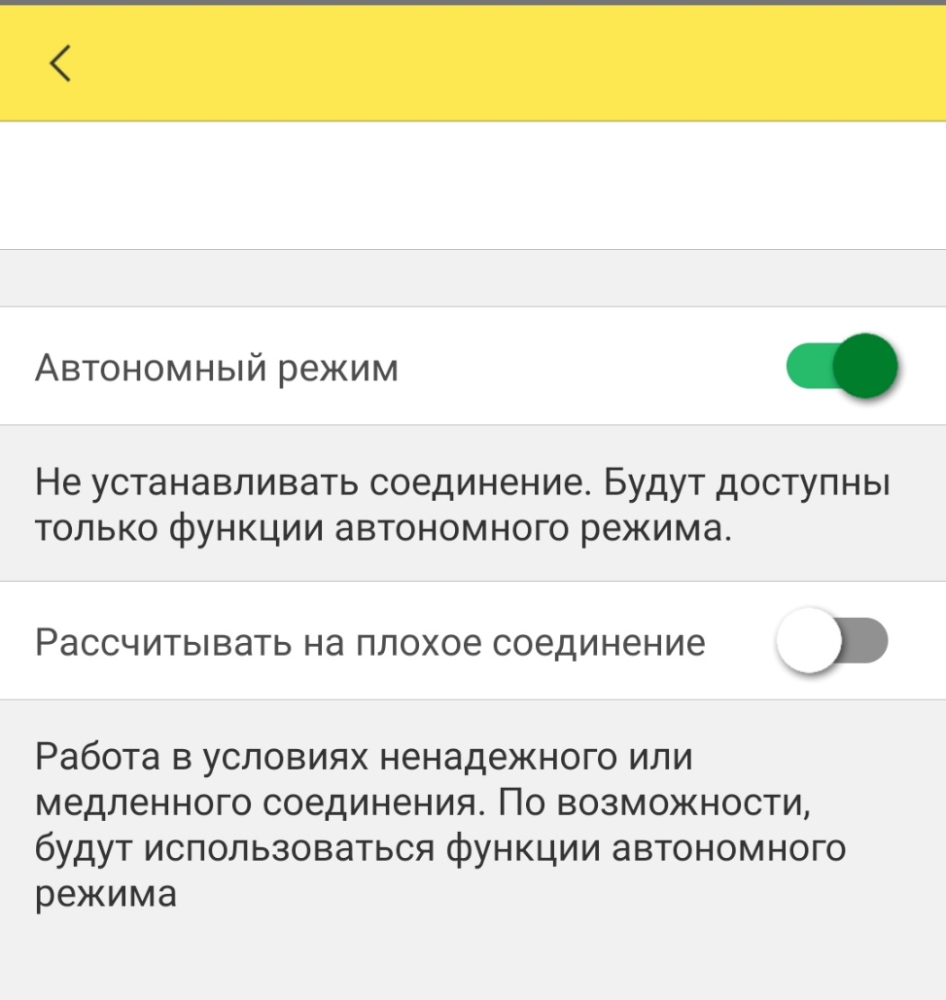 Автономный режим
Не устанавливать соединение. Будут доступны
только функции автономного режима.
Рассчитывать на плохое соединение
Работа в условиях ненадежного или
медленного соединения. По возможности,
будут использоваться функции автономного
режима